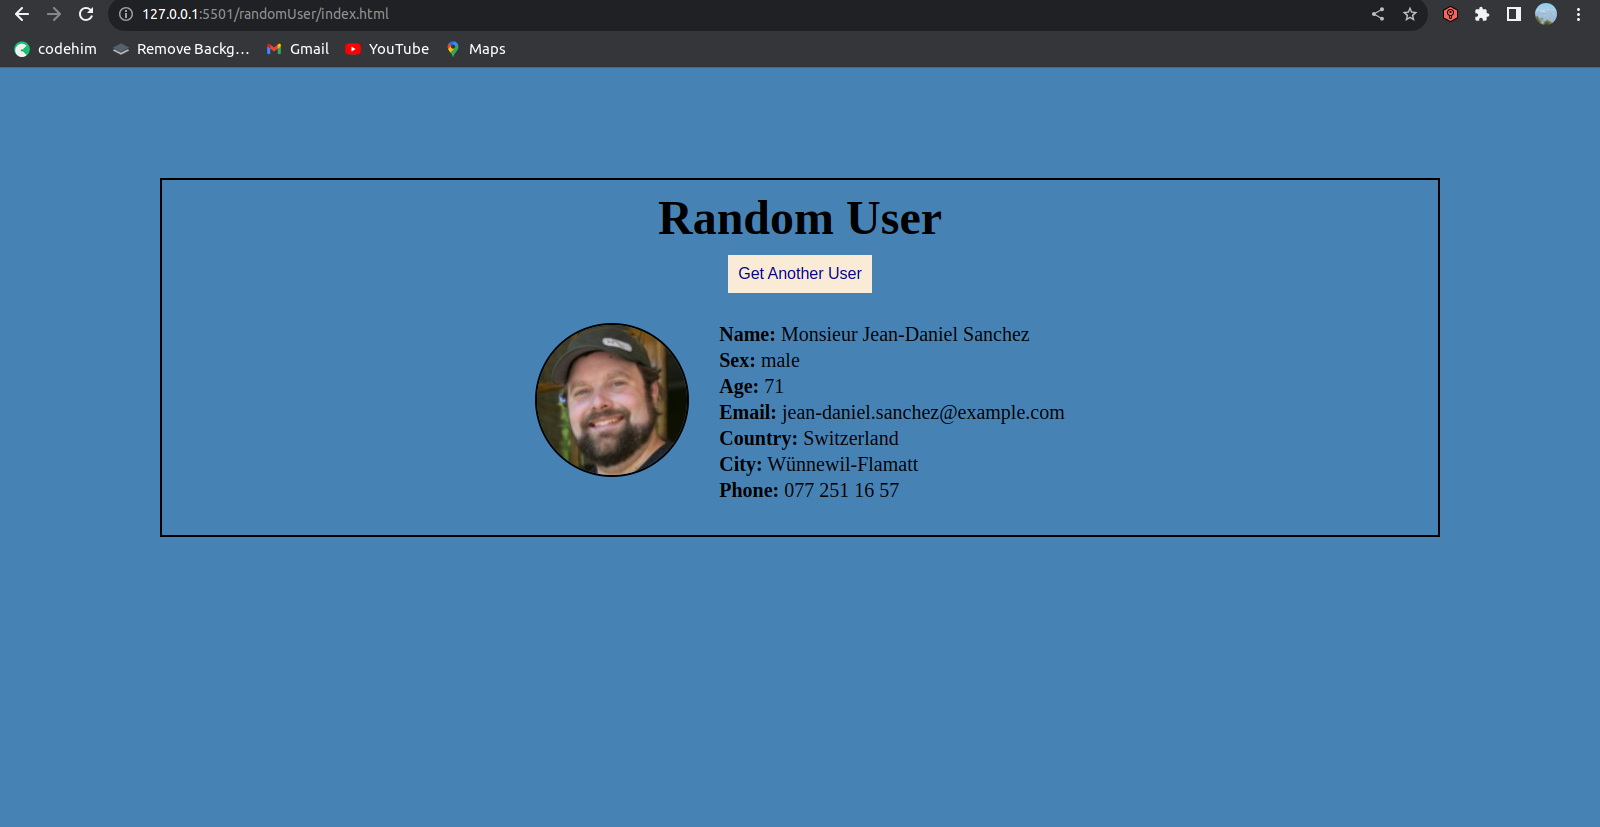 127.0.0.1:5501/randomUser/index.html
codehim Remove Backg... Gmail YouTube Maps
Random User
Get Another User
Name: Monsieur Jean-Daniel Sanchez
Sex: male
Age: 71
Email: jean-daniel.sanchez@example.com
Country: Switzerland
City: Wünnewil-Flamatt
Phone: 077 251 16 57